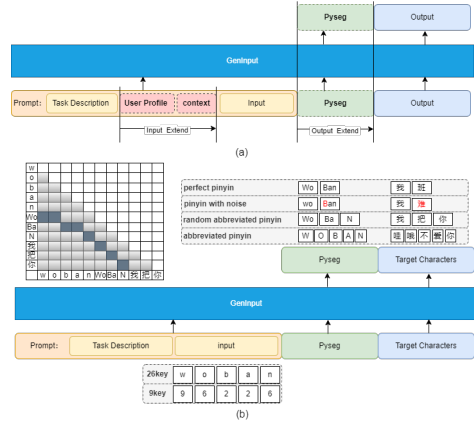 Pyseg Output
GenInput
Prompt: Task Description User Profile context Input Pyseg Output
Input Extend Output Extend
(a)
w
o
b
a
n
Wo
Ba
N
我
把
你
w o b a n Wo Ba N 我 把 你
perfect pinyin Wo Ban 我 班
pinyin with noise wo Ban 我
random abbreviated pinyin Wo Ba N 我 把 你
abbreviated pinyin W O B A N 哇 哦 不 爱 你
Pyseg Target Characters
GenInput
Prompt: Task Description input Pyseg Target Characters
26key w o b a n
9key 9 6 2 2 6
(b)